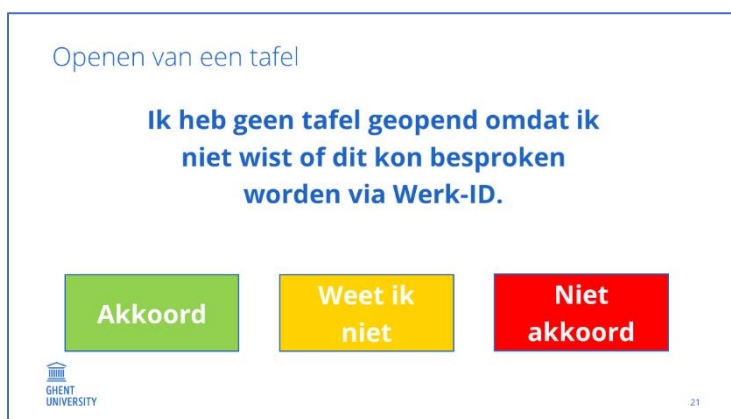 Openen van een tafel
Ik heb geen tafel geopend omdat ik
niet wist of dit kon besproken
worden via Werk-ID.
Akkoord
Weet ik
niet
Niet
akkoord
GHENT
UNIVERSITY
21